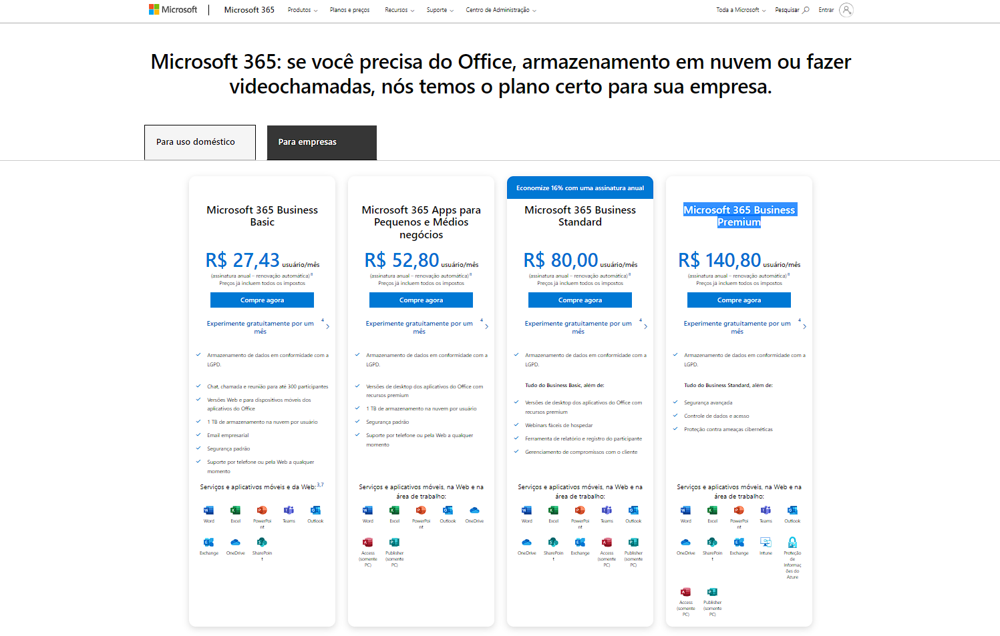 Microsoft
Microsoft 365
Produtos
Planos e preços
Recursos
Suporte
Centro de Administração
Toda a Microsoft
Pesquisar
Entrar
Microsoft 365: se você precisa do Office, armazenamento em nuvem ou fazer
videochamadas, nós temos o plano certo para sua empresa.
Para uso doméstico
Para empresas
Microsoft 365 Business
Basic
R$ 27,43 usuário/mês
(assinatura anual – renovação automática) 8
Preços já incluem todos os impostos
Compre agora
Experimente gratuitamente por um 4
mês
Armazenamento de dados em conformidade com a
LGPD.
Chat, chamada e reunião para até 300 participantes
Versões Web e para dispositivos móveis dos
aplicativos do Office
1 TB de armazenamento na nuvem por usuário
Email empresarial
Segurança padrão
Suporte por telefone ou pela Web a qualquer
momento
Serviços e aplicativos móveis e da Web: 3,7
Word
Excel
PowerPoi
nt
Teams
Outlook
Exchange
OneDrive
SharePoin
t
Microsoft 365 Apps para
Pequenos e Médios
negócios
R$ 52,80 usuário/mês
(assinatura anual – renovação automática) 8
Preços já incluem todos os impostos
Compre agora
Experimente gratuitamente por um 4
mês
Armazenamento de dados em conformidade com a
LGPD.
Versões de desktop dos aplicativos do Office com
recursos premium
1 TB de armazenamento na nuvem por usuário
Segurança padrão
Suporte por telefone ou pela Web a qualquer
momento
Serviços e aplicativos móveis, na Web e na
área de trabalho:
Word
Excel
PowerPoi
nt
Outlook
OneDrive
Access
(somente
PC)
Publisher
(somente
PC)
Economize 16% com uma assinatura anual
Microsoft 365 Business
Standard
R$ 80,00 usuário/mês
(assinatura anual – renovação automática) 8
Preços já incluem todos os impostos
Compre agora
Experimente gratuitamente por um 4
mês
Armazenamento de dados em conformidade com a
LGPD.
Tudo do Business Basic, além de:
Versões de desktop dos aplicativos do Office com
recursos premium
Webinars fáceis de hospedar
Ferramenta de relatório e registro do participante
Gerenciamento de compromissos com o cliente
Serviços e aplicativos móveis, na Web e na
área de trabalho:
Word
Excel
PowerPoi
nt
Teams
Outlook
OneDrive
SharePoin
t
Exchange
Access
(somente
PC)
Publisher
(somente
PC)
Microsoft 365 Business
Premium
R$ 140,80 usuário/mês
(assinatura anual – renovação automática) 8
Preços já incluem todos os impostos
Compre agora
Experimente gratuitamente por um 4
mês
Armazenamento de dados em conformidade com a
LGPD.
Tudo do Business Standard, além de:
Segurança avançada
Controle de dados e acesso
Proteção contra ameaças cibernéticas
Serviços e aplicativos móveis, na Web e na
área de trabalho:
Word
Excel
PowerPoi
nt
Teams
Outlook
OneDrive
SharePoin
t
Exchange
Intune
Proteção
de
Informaç
ões do
Azure
Access
(somente
PC)
Publisher
(somente
PC)